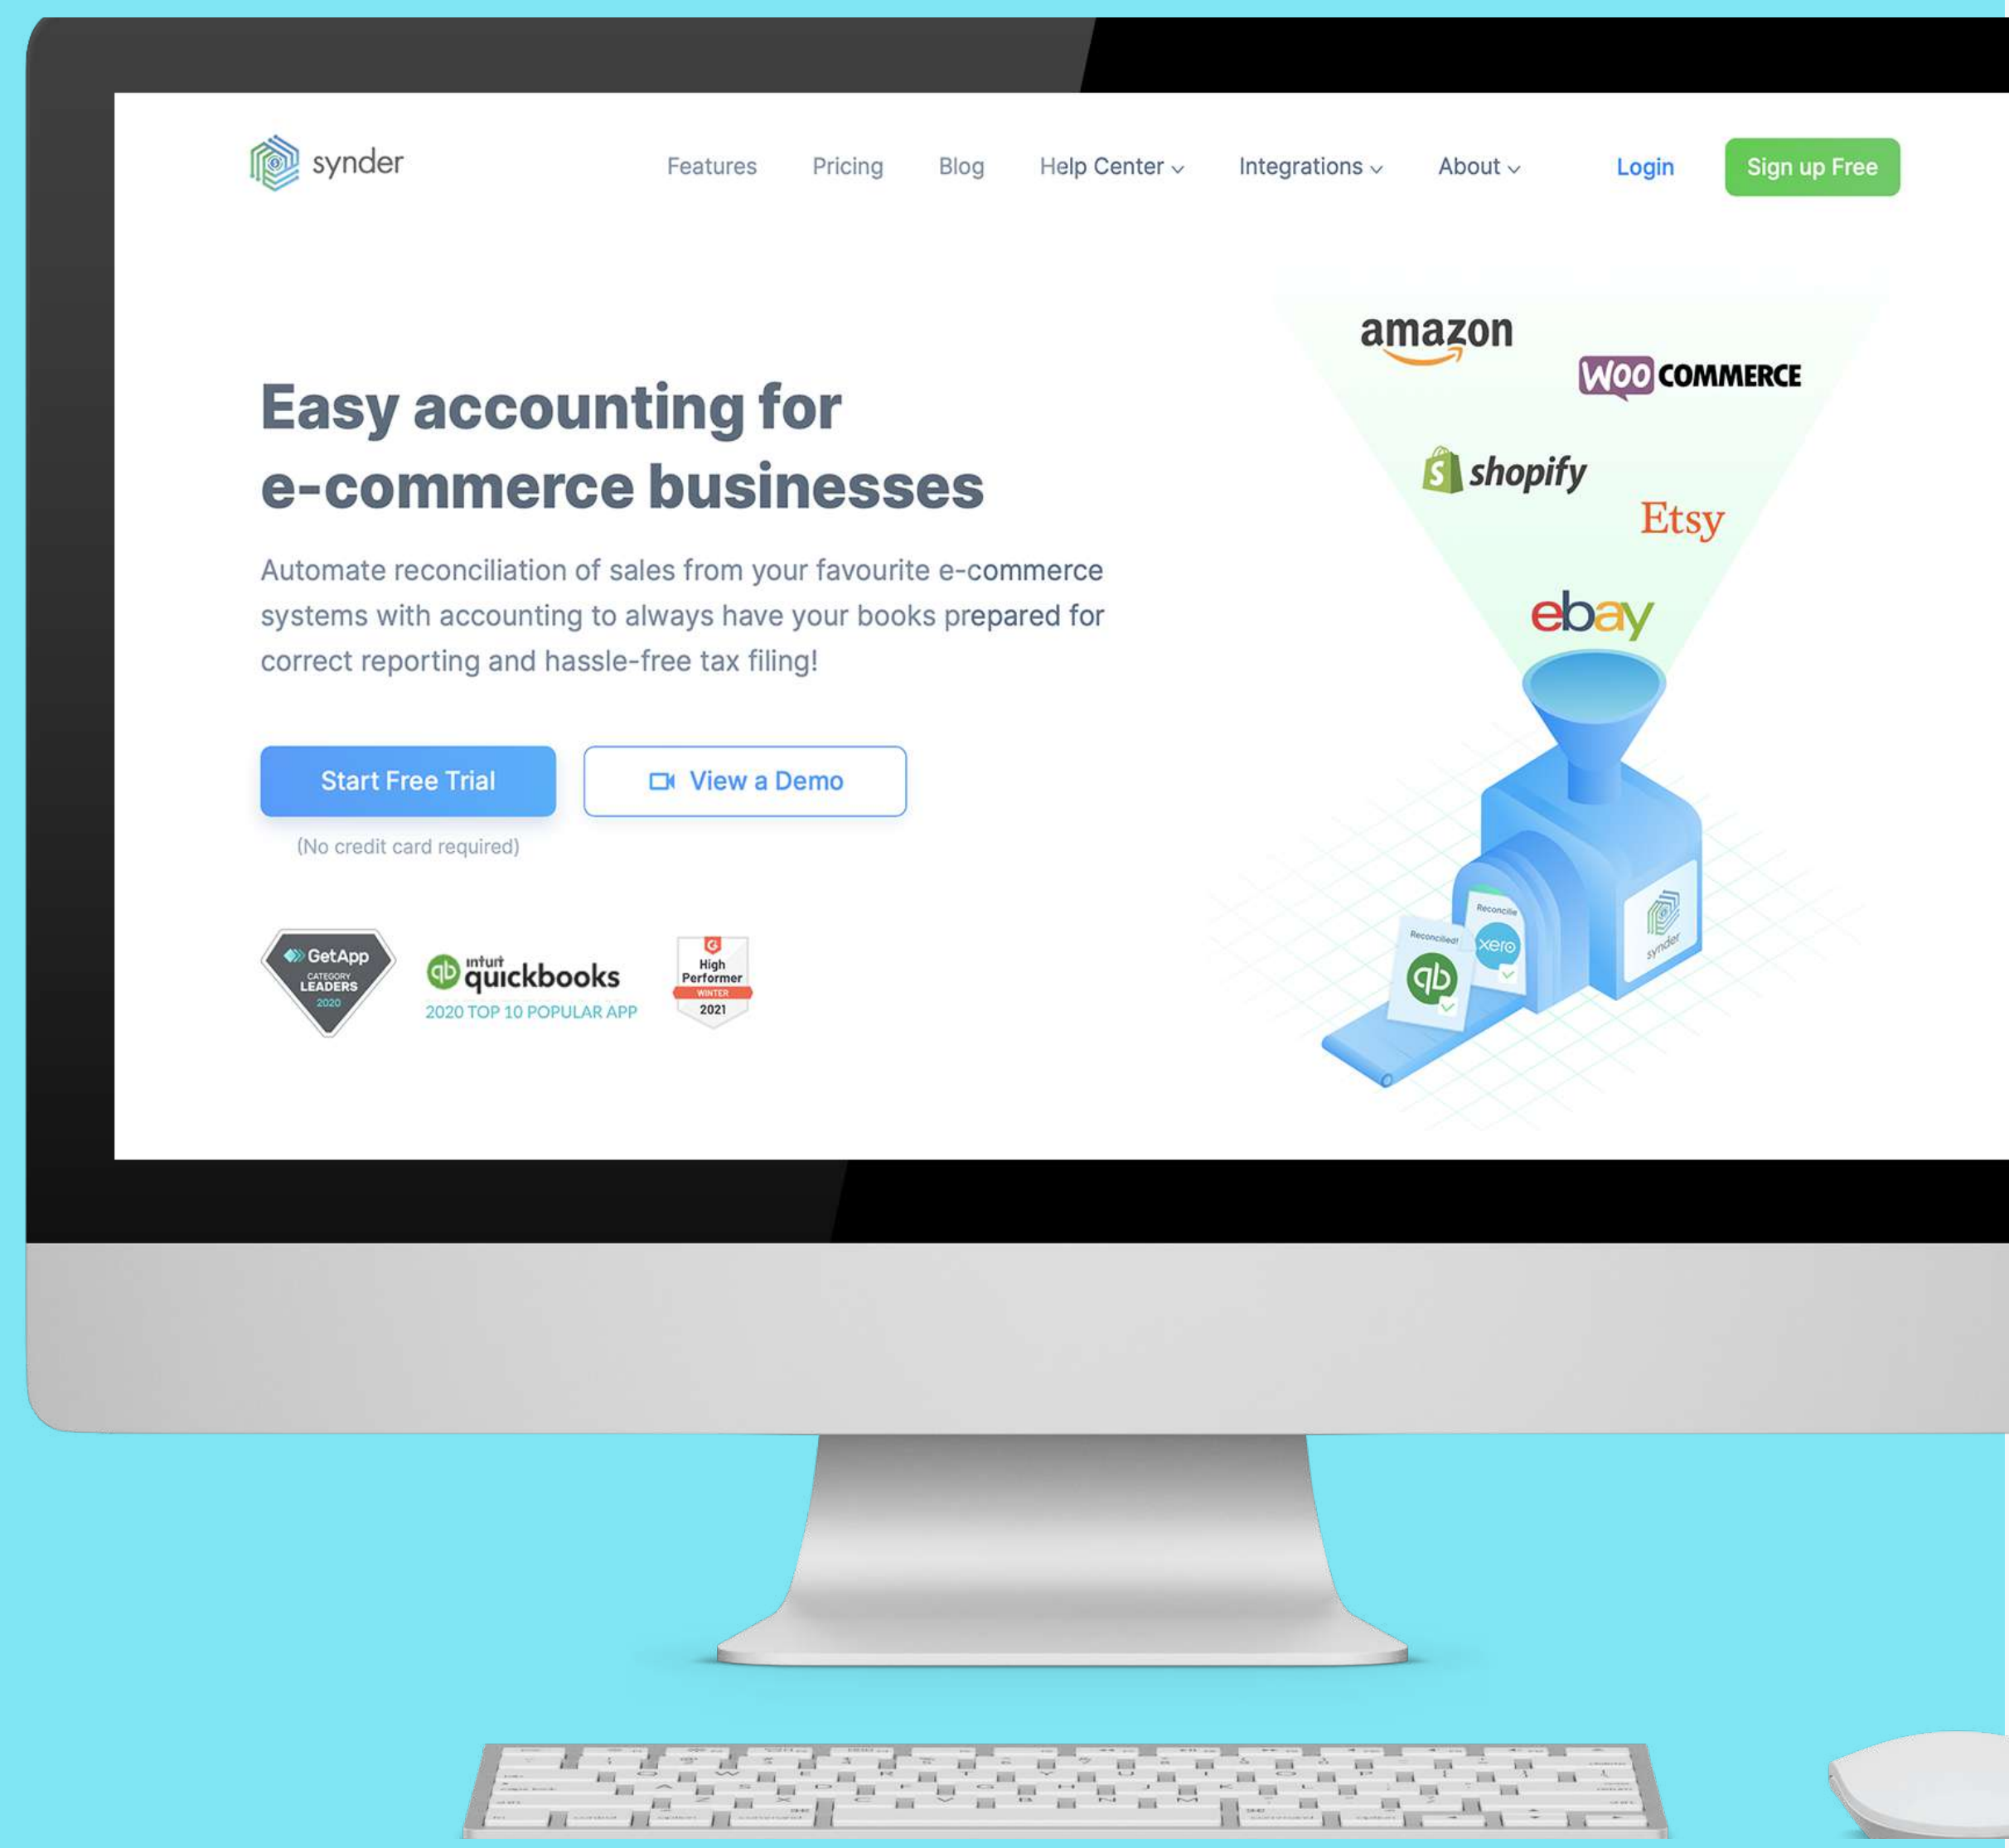 synder
Features Pricing Blog Help Center Integrations About Login Sign up Free
Easy accounting for
e-commerce businesses
Automate reconciliation of sales from your favourite e-commerce
systems with accounting to always have your books prepared for
correct reporting and hassle-free tax filing!
Start Free Trial
View a Demo
(No credit card required)
GetApp
CATEGORY
LEADERS
2020
intuit
qb quickbooks
2020 TOP 10 POPULAR APP
G
High
Performer
WINTER
2021
amazon
WOO COMMERCE
S shopify
Etsy
ebay
Reconcilie
xero
Reconciled!
qb
synder